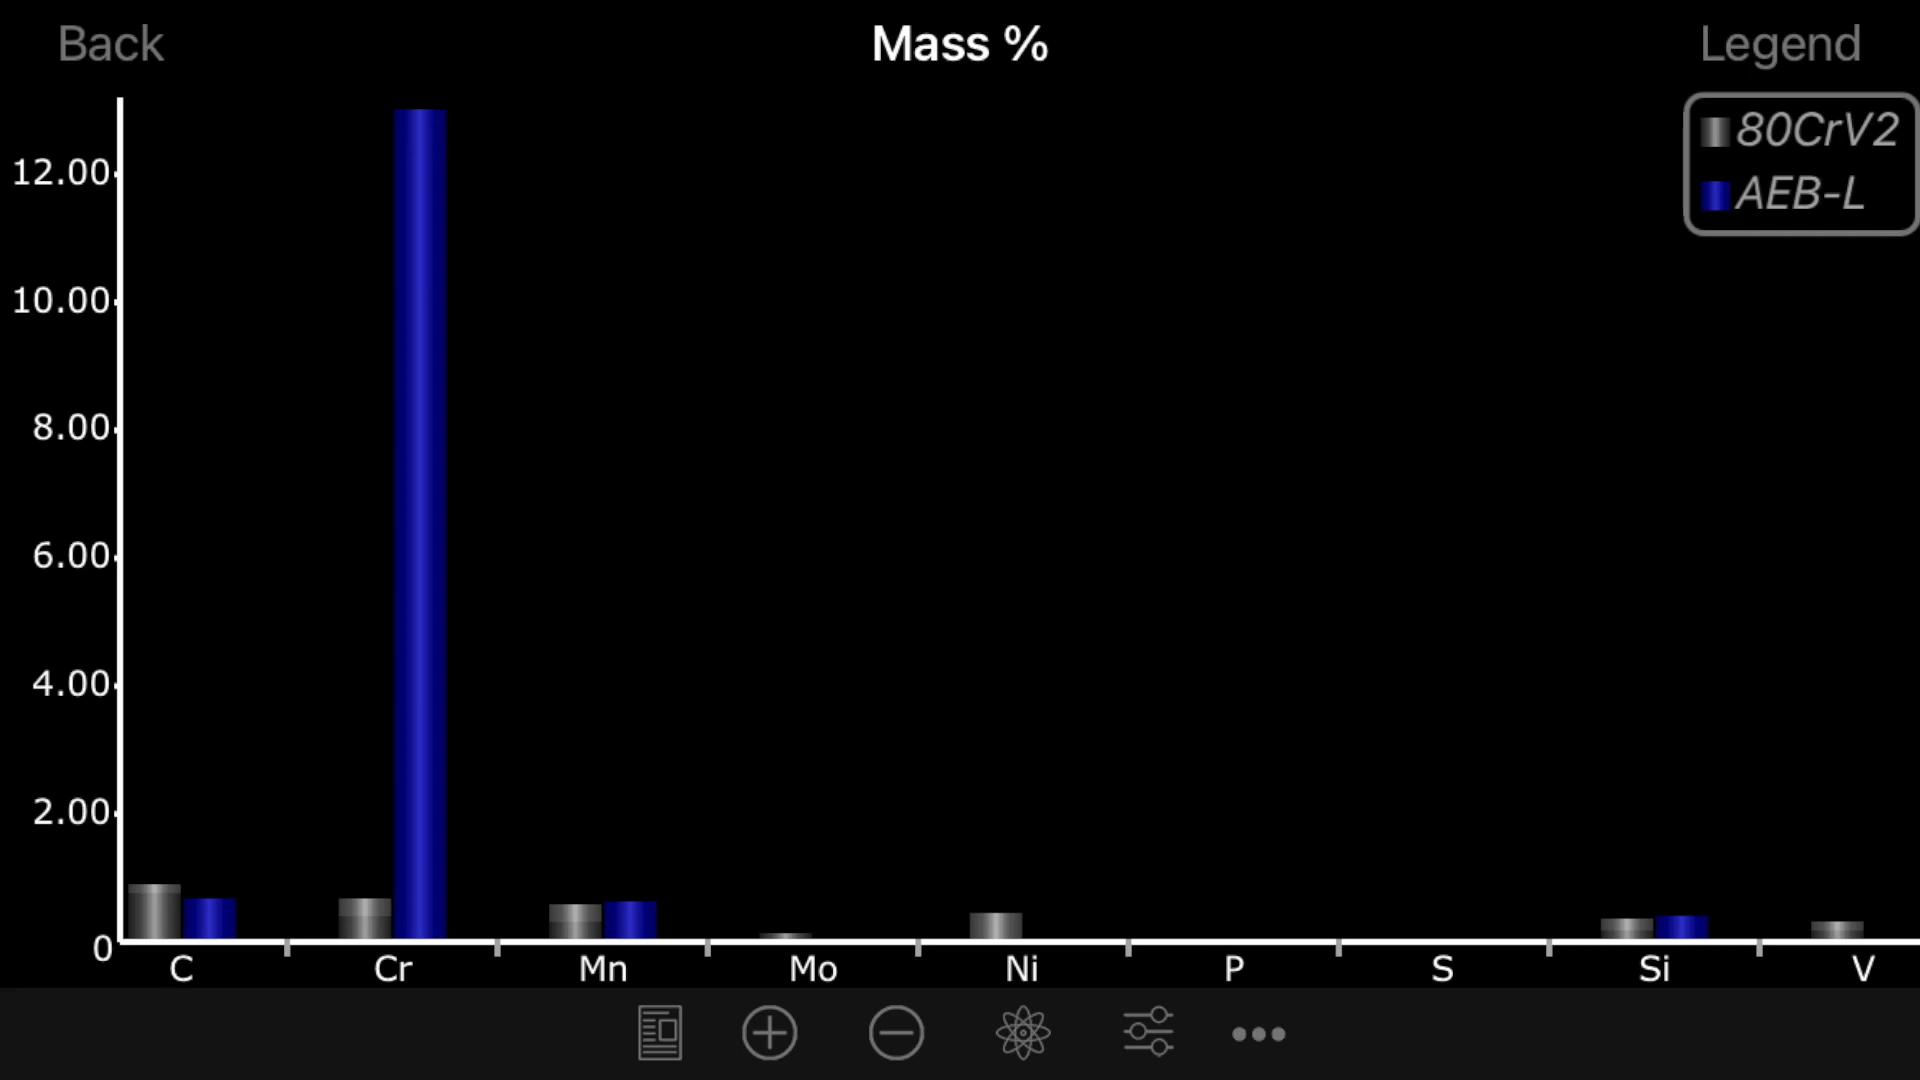 Back
Mass %
Legend
80CrV2
AEB-L
12.00
10.00
8.00
6.00
4.00
2.00
0
C Cr Mn Mo Ni P S Si V